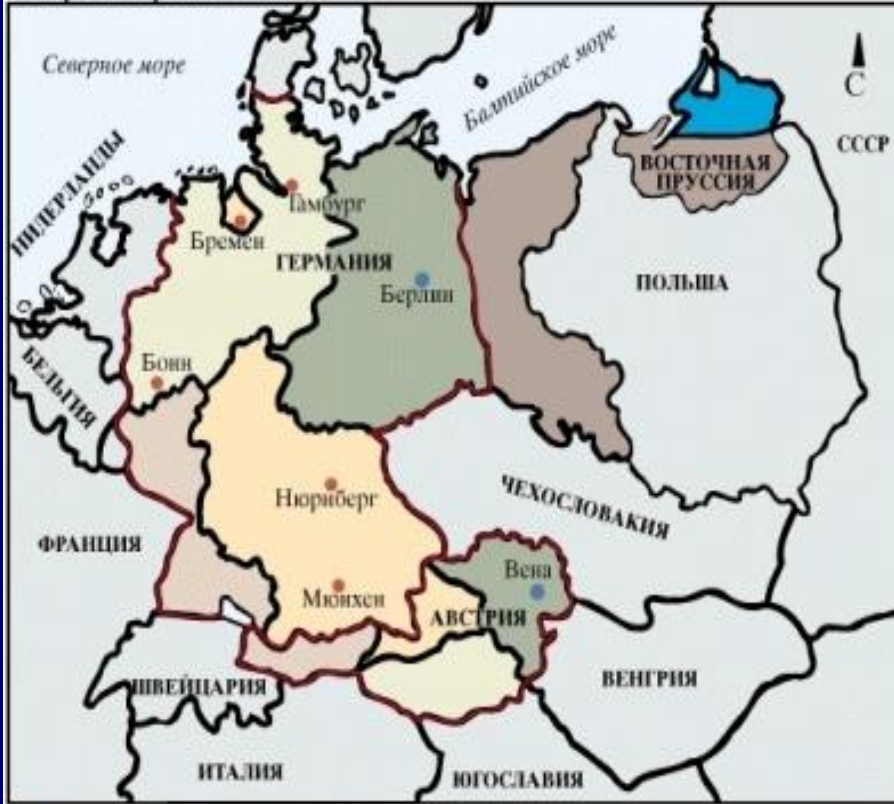 Северное море
Балтийское море
С
СССР
НИДЕРЛАНДЫ
ВОСТОЧНАЯ
ПРУССИЯ
Гамбург
Бремен
ГЕРМАНИЯ
Берлин
ПОЛЬША
БЕЛЬГИЯ
Бонн
Нюрнберг
ЧЕХОСЛОВАКИЯ
ФРАНЦИЯ
Вена
Мюнхен
АВСТРИЯ
ШВЕЙЦАРИЯ
ВЕНГРИЯ
ИТАЛИЯ
ЮГОСЛАВИЯ